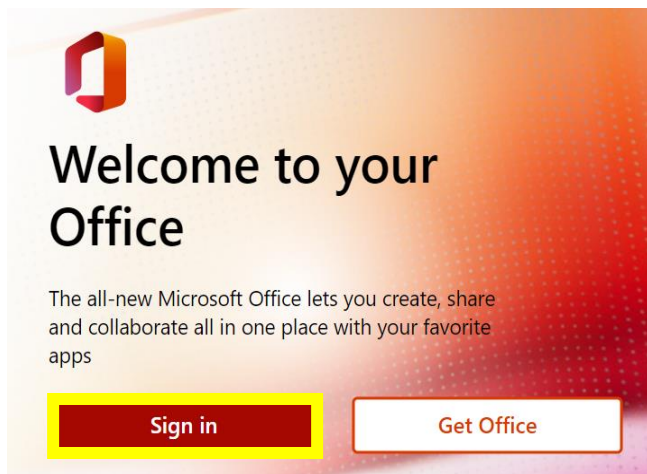 Welcome to your
Office
The all-new Microsoft Office lets you create, share
and collaborate all in one place with your favorite
apps
Sign in
Get Office